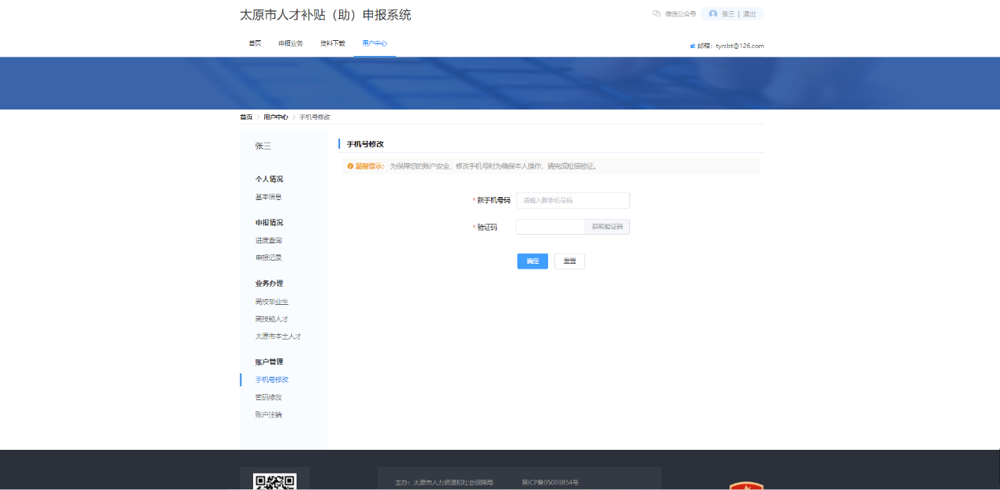 太原市人才补贴（助）申报系统
微信公众号 张三 | 退出
首页 申报业务 资料下载 用户中心
邮箱：tyrcbt@126.com
首页 > 用户中心 > 手机号修改
张三
个人情况
基本信息
申报情况
进度查询
申报记录
业务办理
高校毕业生
高技能人才
太原市本土人才
账户管理
手机号修改
密码修改
账户注销
手机号修改
温馨提示： 为保障您的账户安全，修改手机号时为确保本人操作，请完成短信验证。
*新手机号码 请输入新手机号码
*验证码 获取验证码
确定 重置
主办：太原市人力资源和社会保障局 晋ICP备05003854号